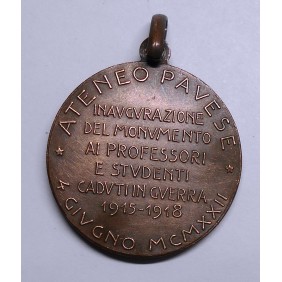 ATENEO PAVESE
INAVGVRAZIONE
DEL MONVMENTO
AI PROFESSORI
E STVDENTI
CADVTI IN GVERRA
1915-1918
4 GIVGNO MCMXXII